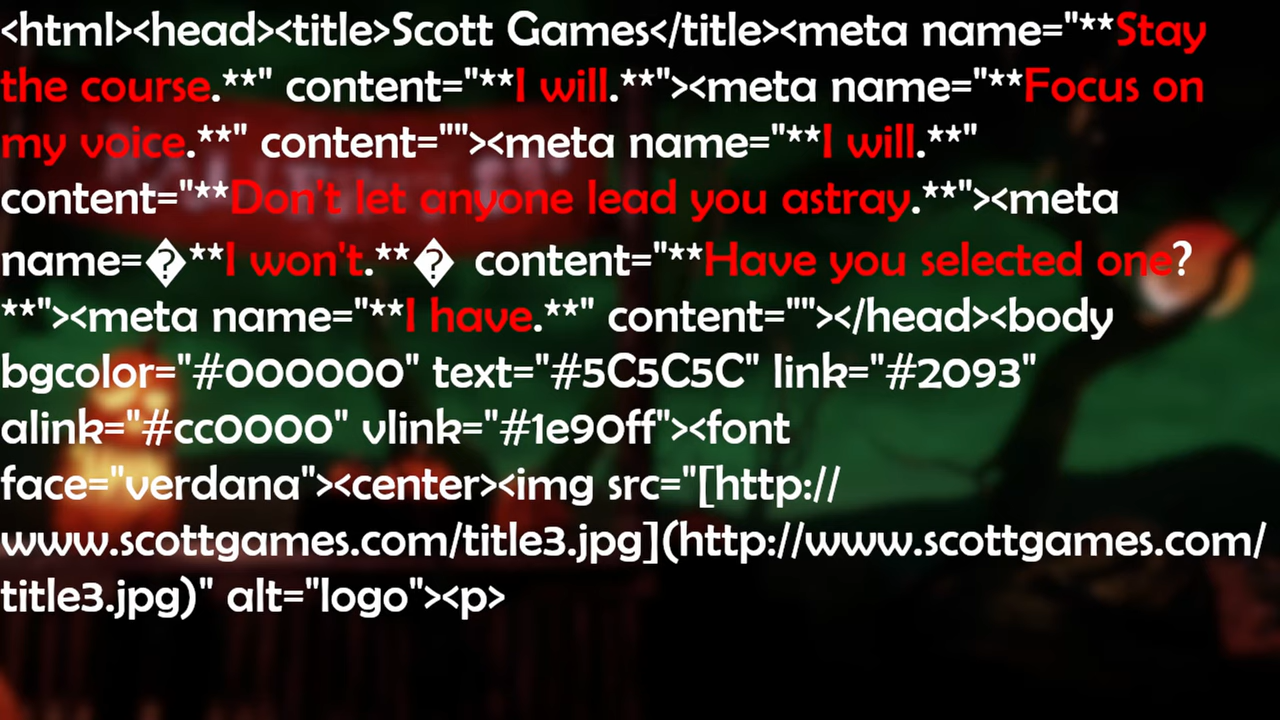 <html><head><title>Scott Games</title><meta name="**Stay
the course.**" content="**I will.**"><meta name="**Focus on
my voice.**" content=""><meta name="**I will.**"
content="**Don't let anyone lead you astray.**"><meta
name=�**I won't.**� content="**Have you selected one?
**"><meta name="**I have.**" content=""></head><body
bgcolor="#000000" text="#5C5C5C" link="#2093"
alink="#cc0000" vlink="#1e90ff"><font
face="verdana"><center><img src="[http://
www.scottgames.com/title3.jpg](http://www.scottgames.com/
title3.jpg)" alt="logo"><p>